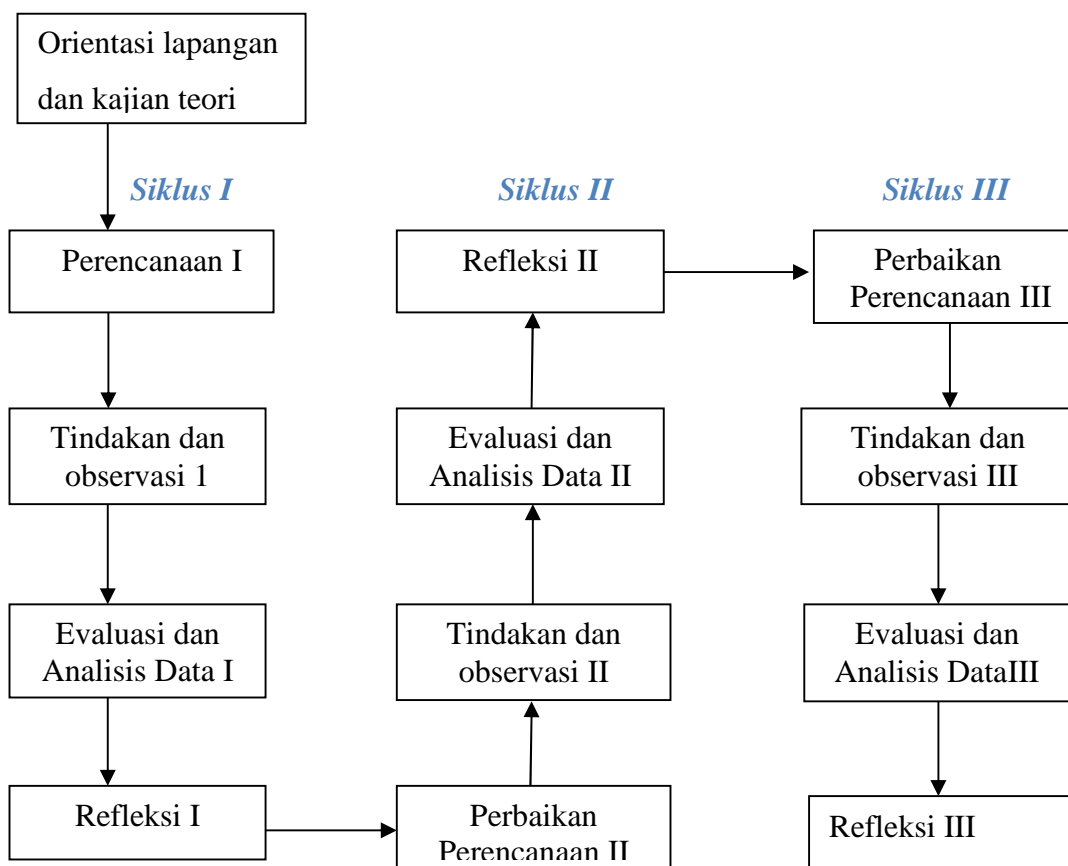 Orientasi lapangan
dan kajian teori
Siklus I
Perencanaan I
Tindakan dan
observasi 1
Evaluasi dan
Analisis Data I
Refleksi I
Siklus II
Refleksi II
Evaluasi dan
Analisis Data II
Tindakan dan
observasi II
Perbaikan
Perencanaan II
Siklus III
Perbaikan
Perencanaan III
Tindakan dan
observasi III
Evaluasi dan
Analisis DataIII
Refleksi III